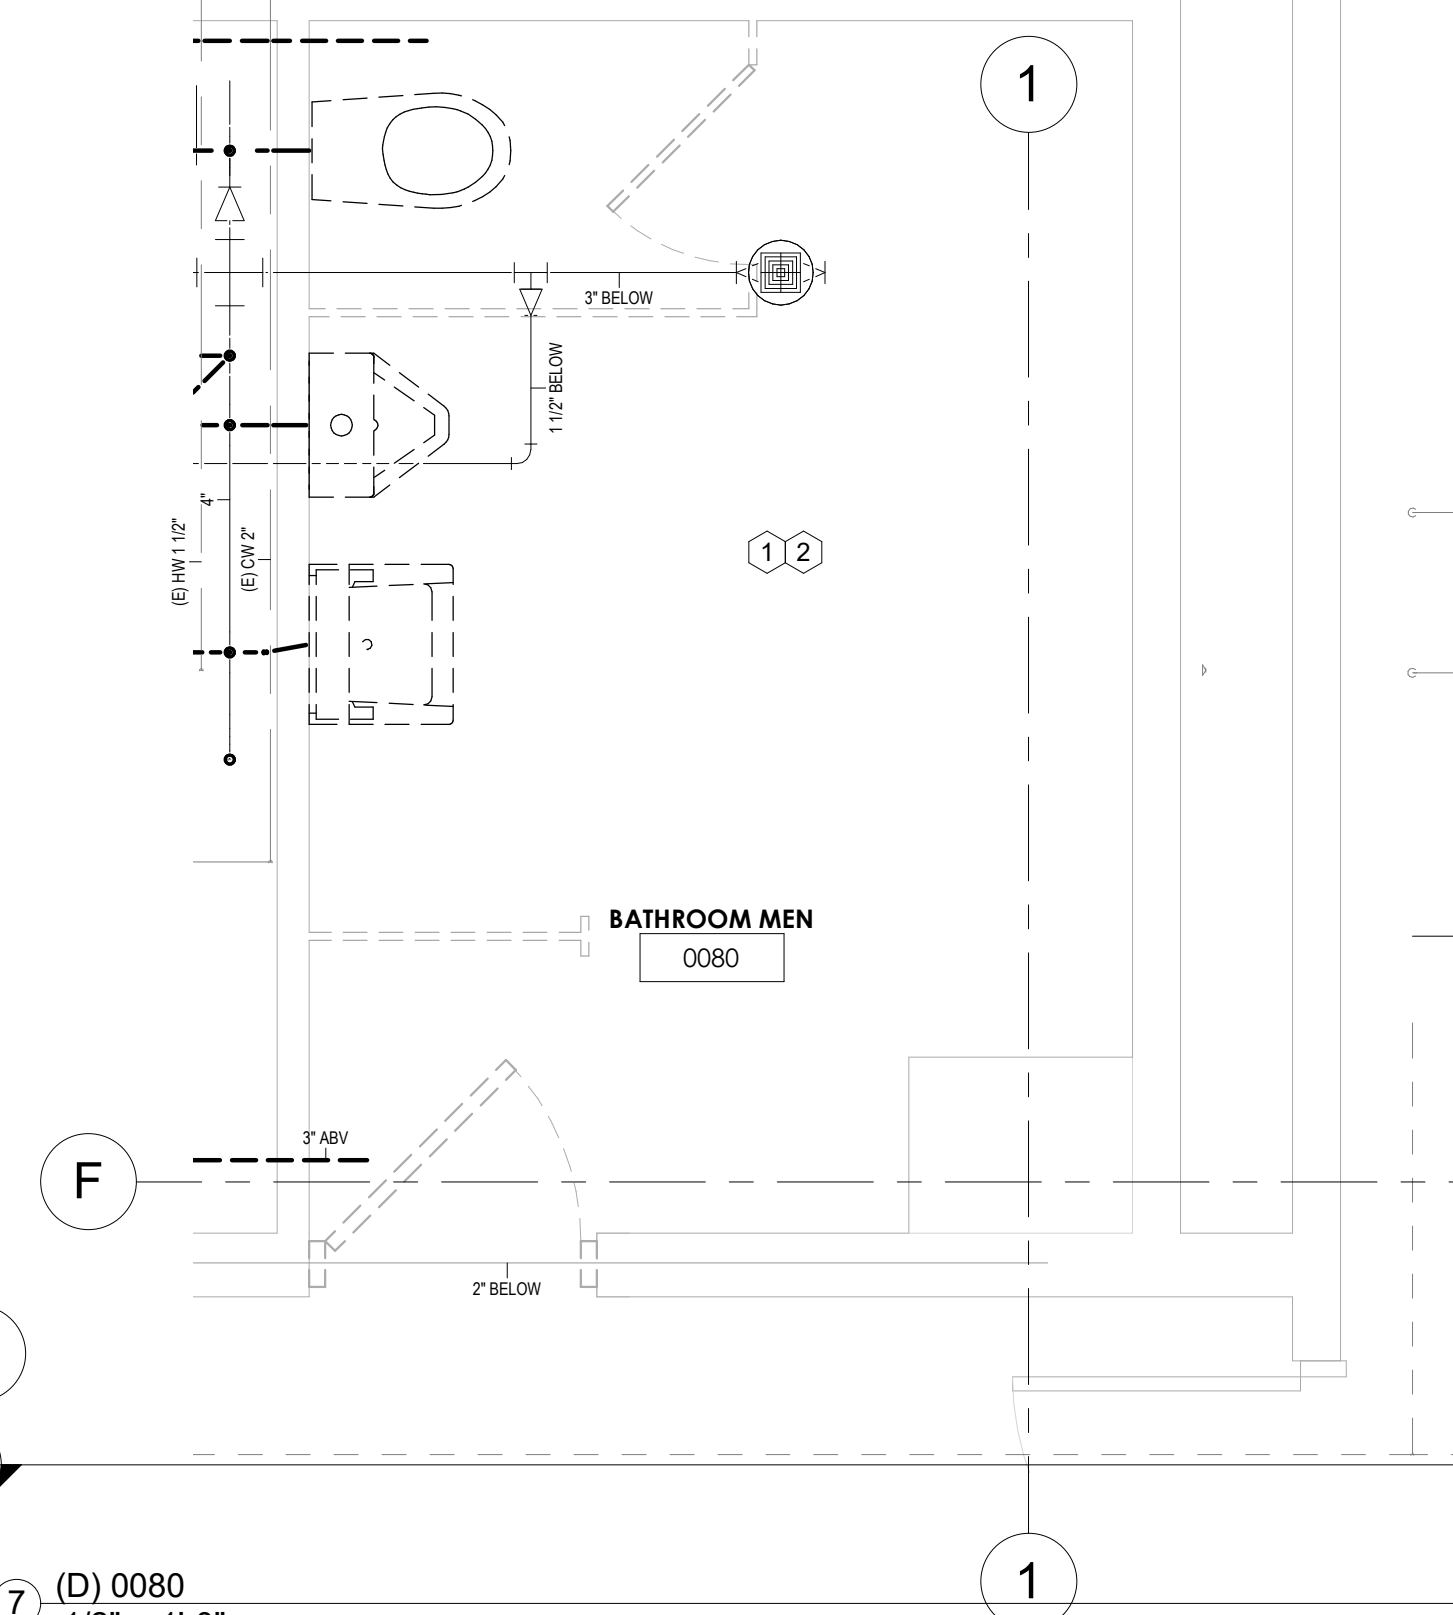 1
3" BELOW
1 1/2" BELOW
4"
(E) HW 1 1/2"
(E) CW 2"
1 2
BATHROOM MEN
0080
3" ABV
F
2" BELOW
1
7
(D) 0080